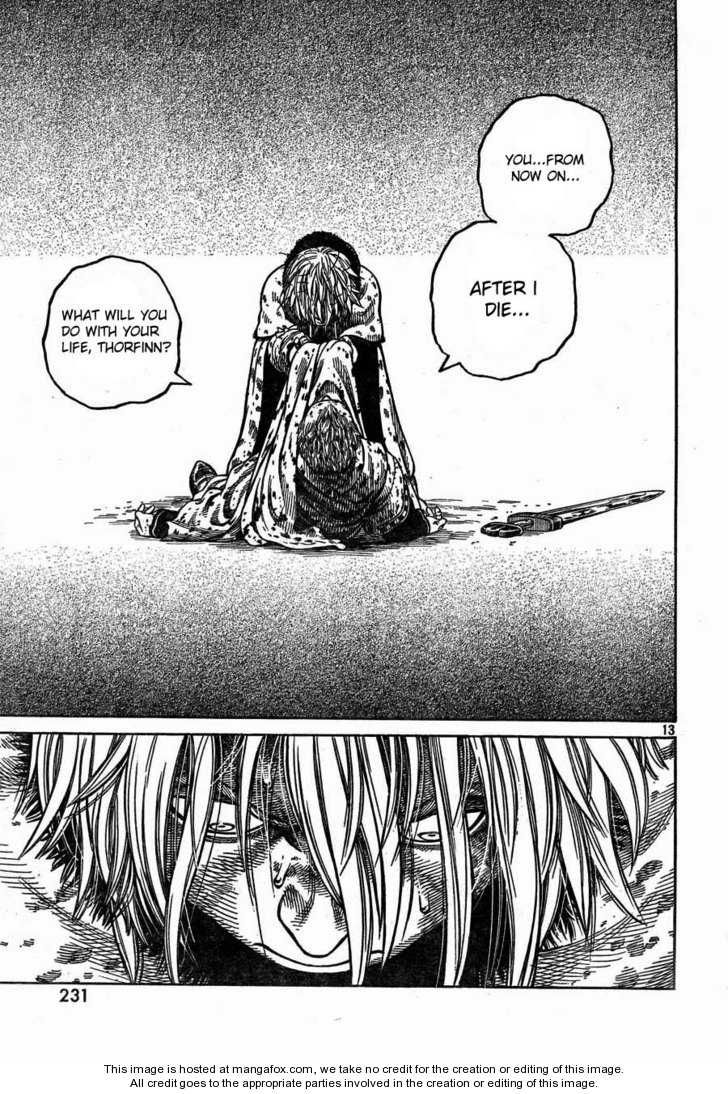 YOU...FROM
NOW ON...
AFTER I
DIE...
WHAT WILL YOU
DO WITH YOUR
LIFE, THORFINN?
13
231
This image is hosted at mangafox.com, we take no credit for the creation or editing of this image.
All credit goes to the appropriate parties involved in the creation or editing of this image.